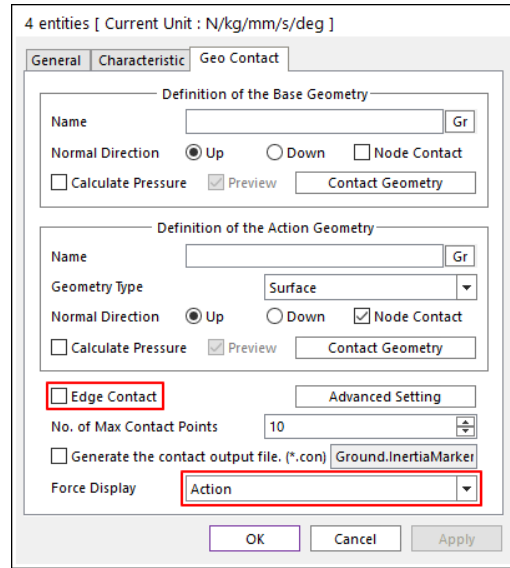 4 entities [ Current Unit : N/kg/mm/s/deg ]
General Characteristic Geo Contact
Definition of the Base Geometry
Name Gr
Normal Direction Up Down Node Contact
Calculate Pressure Preview Contact Geometry
Definition of the Action Geometry
Name Gr
Geometry Type Surface
Normal Direction Up Down Node Contact
Calculate Pressure Preview Contact Geometry
Edge Contact Advanced Setting
No. of Max Contact Points 10
Generate the contact output file. (*.con) Ground.InertiaMarker
Force Display Action
OK Cancel Apply